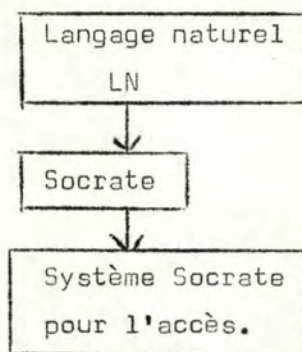 Langage naturel
LN
Socrate
Système Socrate
pour l'accès.